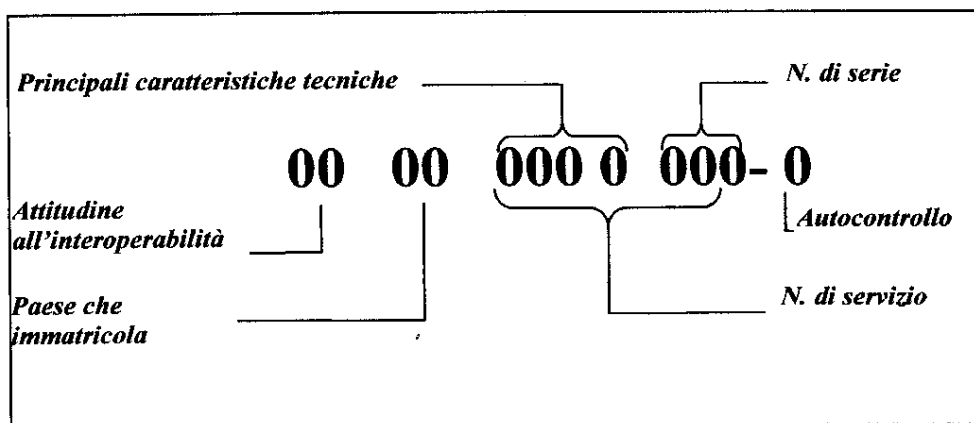 Principali caratteristiche tecniche
N. di serie
00 00 000 0 000- 0
Attitudine
all'interoperabilità
Autocontrollo
Paese che
immatricola
N. di servizio